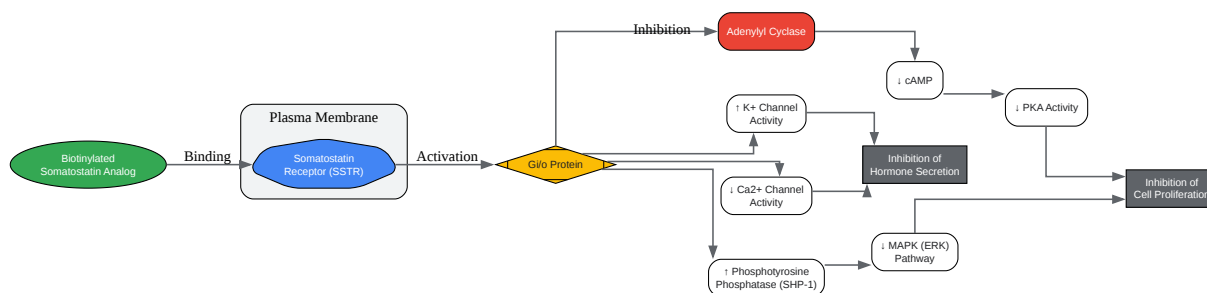 Inhibition
Adenylyl Cyclase
↓ cAMP
↑ K+ Channel
Activity
↓ PKA Activity
Plasma Membrane
Biotinylated
Somatostatin Analog
Binding
Somatostatin
Receptor (SSTR)
Activation
Gi/o Protein
Inhibition of
Hormone Secretion
↓ Ca2+ Channel
Activity
Inhibition of
Cell Proliferation
↓ MAPK (ERK)
Pathway
↑ Phosphotyrosine
Phosphatase (SHP-1)